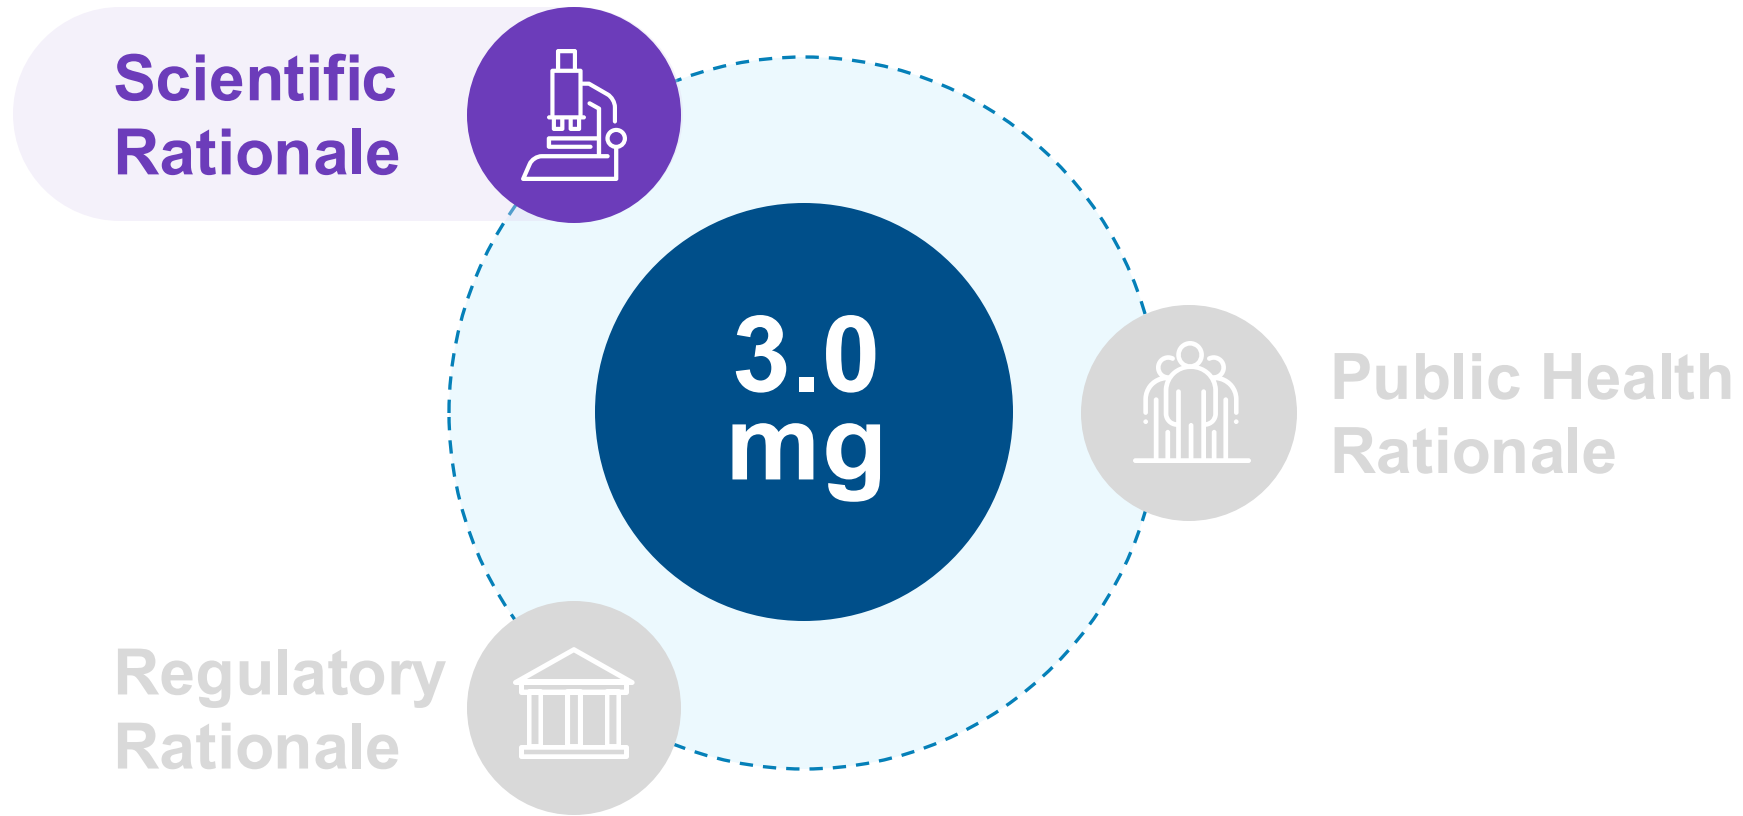 Scientific
Rationale
3.0
mg
Public Health
Rationale
Regulatory
Rationale